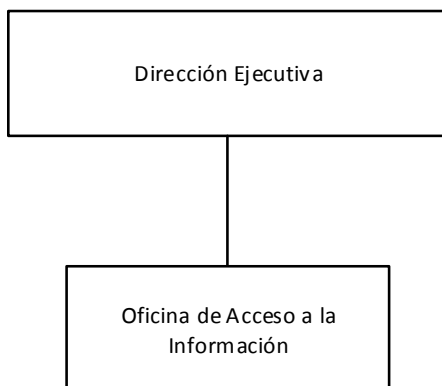 Dirección Ejecutiva
Oficina de Acceso a la
Información